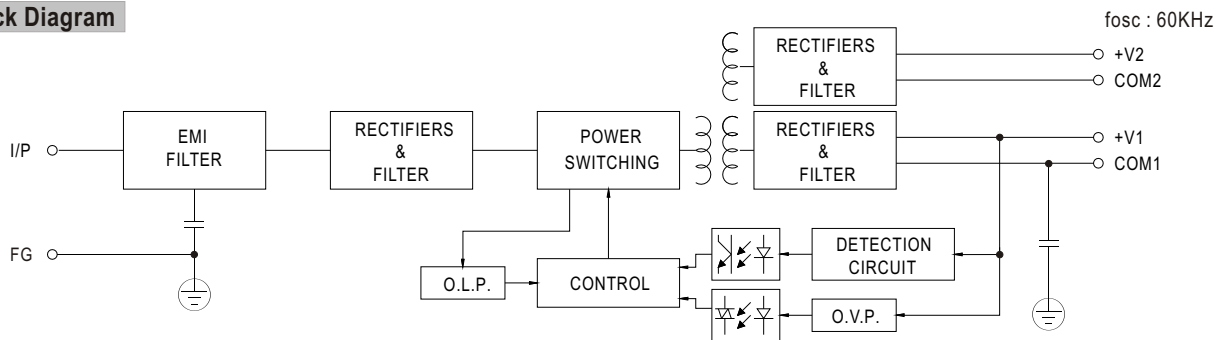 ck Diagram
fosc : 60KHz
RECTIFIERS
&
FILTER
+V2
COM2
I/P
EMI
FILTER
RECTIFIERS
&
FILTER
POWER
SWITCHING
RECTIFIERS
&
FILTER
+V1
COM1
FG
O.L.P.
CONTROL
DETECTION
CIRCUIT
O.V.P.